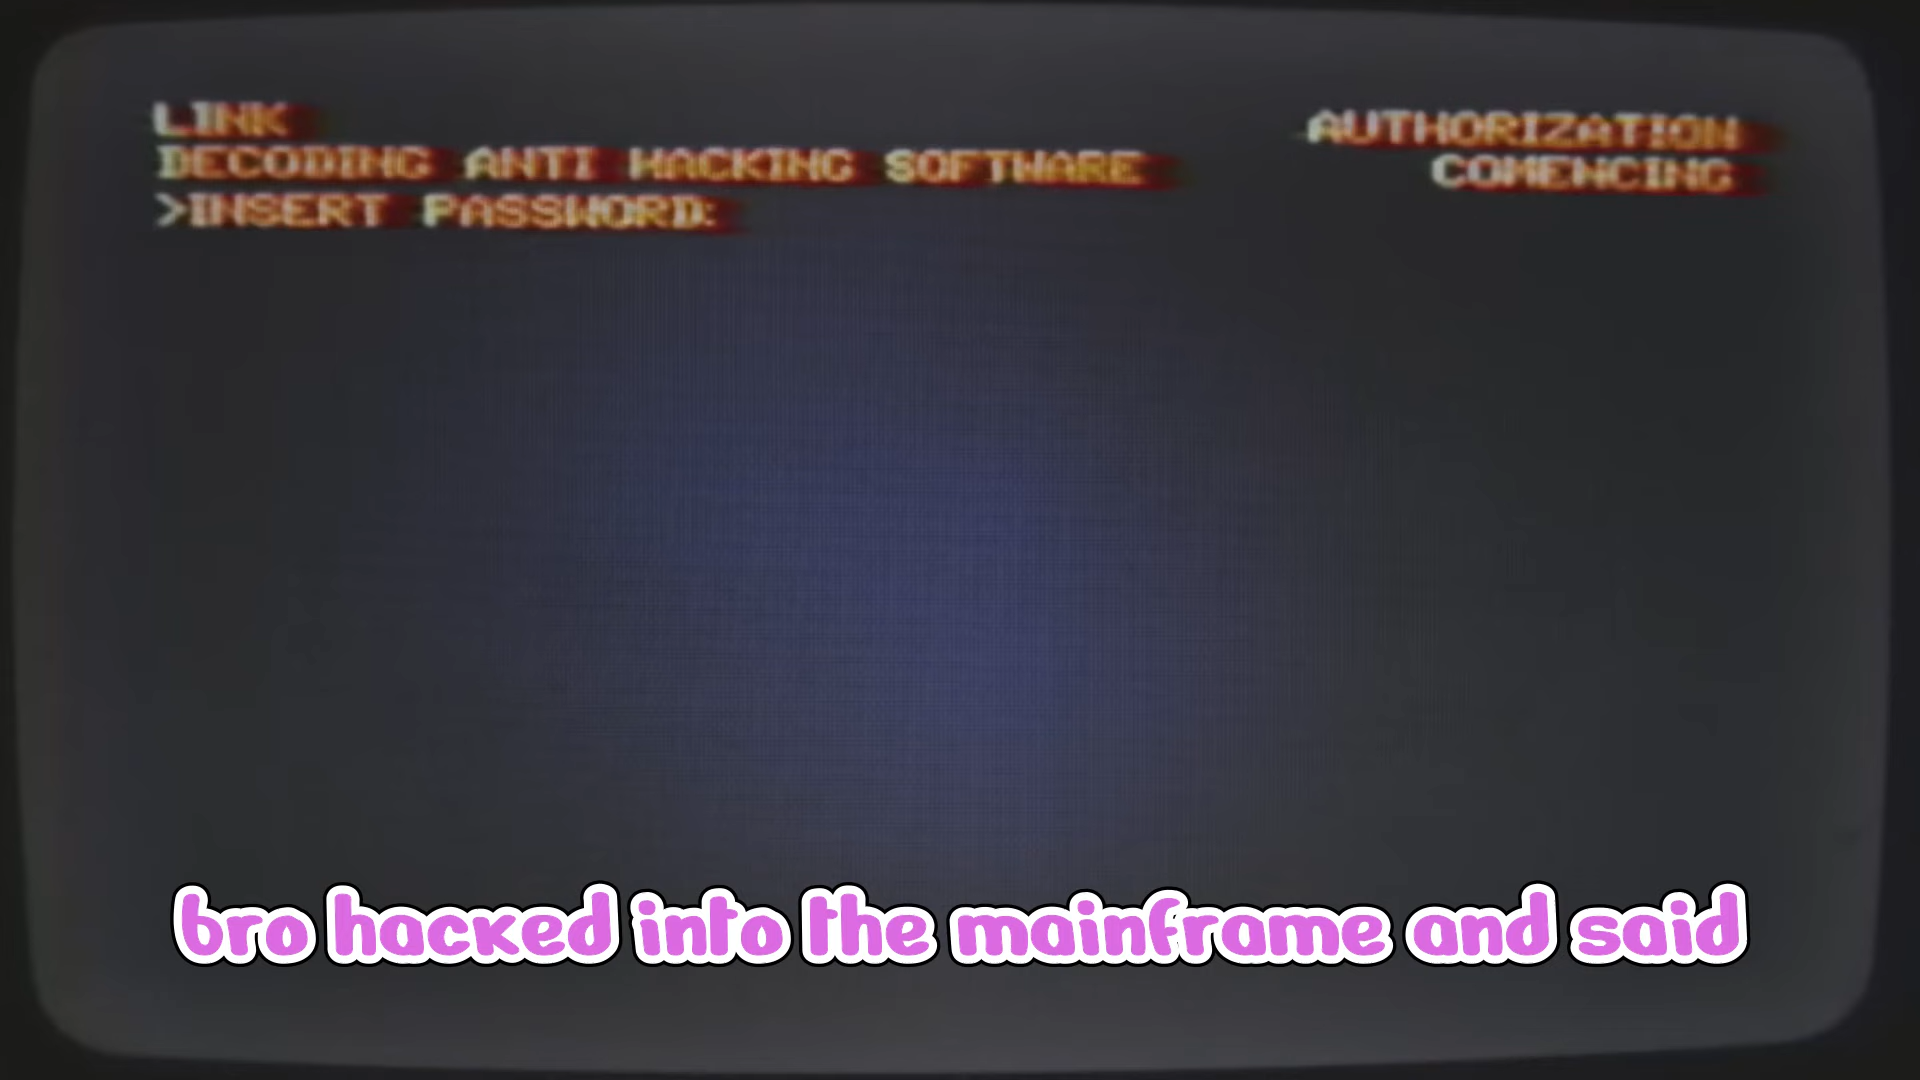 LINK
DECODING ANTI HACKING SOFTWARE
>INSERT PASSWORD:
AUTHORIZATION
COMENCING
bro hacked into the mainframe and said